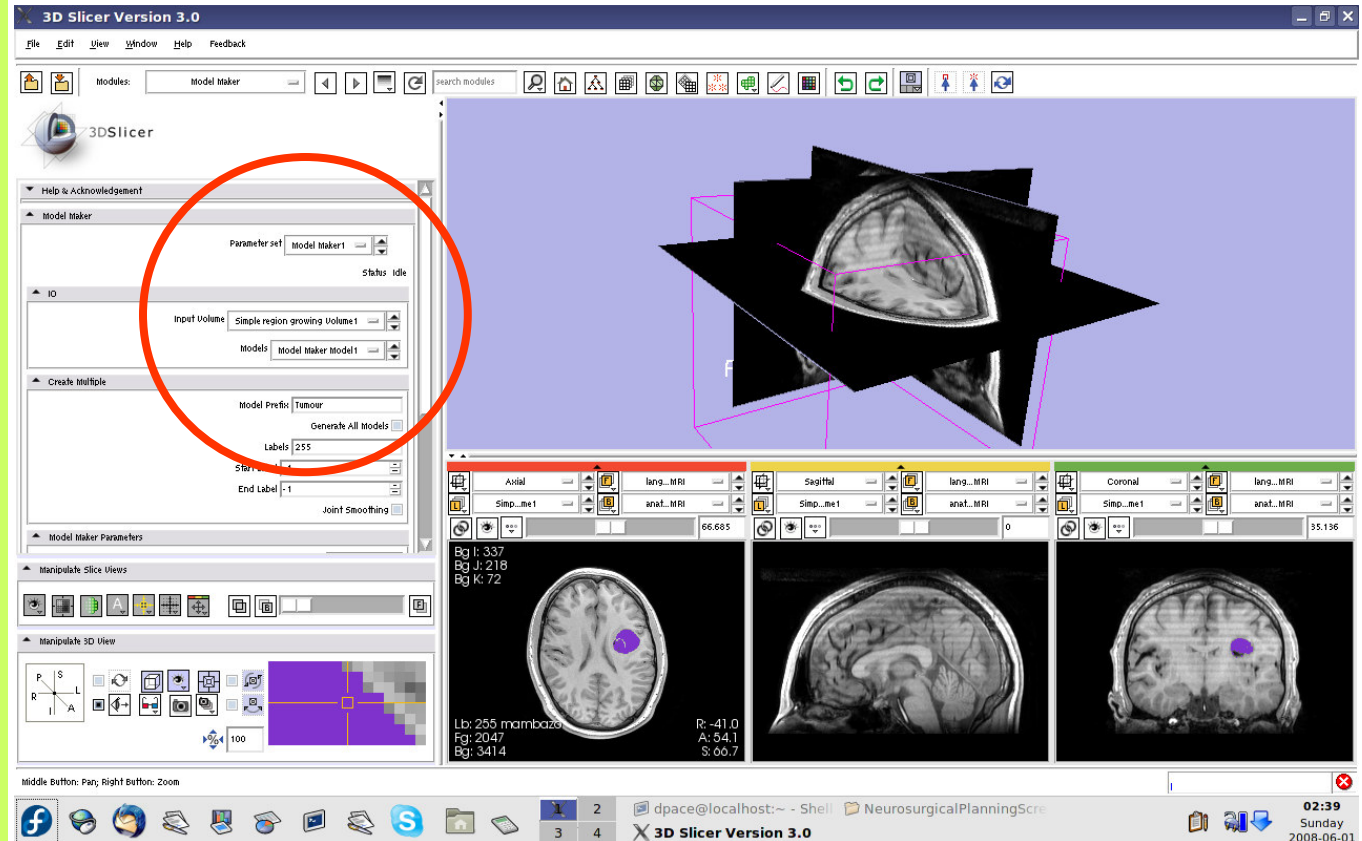 3D Slicer Version 3.0
File Edit View Window Help Feedback
Modules: Model Maker search modules
3DSlicer
Help & Acknowledgement
Model Maker
Parameter set Model Maker1
Status Idle
IO
Input Volume Simple region growing Volume1
Models Model Maker Model1
Create Multiple
Model Prefix Tumour
Generate All Models
Labels 255
End Label -1
Joint Smoothing
Model Maker Parameters
Manipulate Slice Views
Manipulate 3D View
P S
R L
I A
% 100
Axial lang...MRI
Simp...me1 anat...MRI
66.685
Sagittal lang...MRI
Simp...me1 anat...MRI
0
Coronal lang...MRI
Simp...me1 anat...MRI
35.136
Bg I: 337
Bg J: 218
Bg K: 72
Lb: 255 mambazo R: -41.0
Fg: 2047 A: 54.1
Bg: 3414 S: 66.7
Middle Button: Pan; Right Button: Zoom
1 2 dpace@localhost:~ - Shell NeurosurgicalPlanningScre
3 4 3D Slicer Version 3.0
02:39
Sunday
2008-06-01